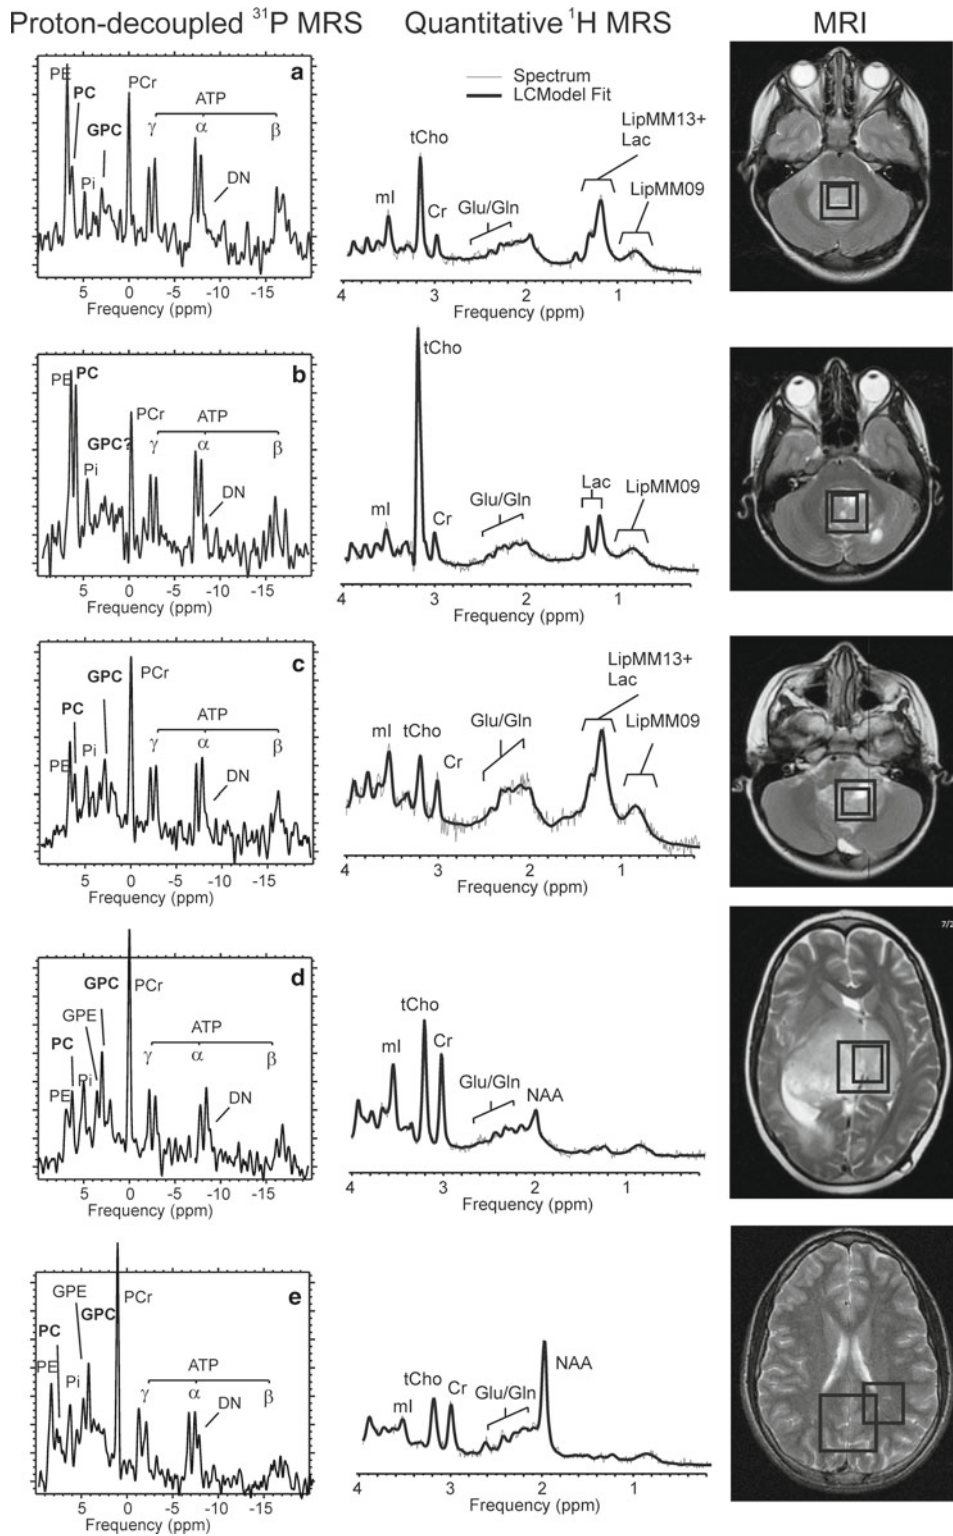 Proton-decoupled ³¹P MRS Quantitative ¹H MRS MRI
a
PE
PC
GPC
Pi
PCr
ATP
γ α β
DN
5 0 -5 -10 -15
Frequency (ppm)
Spectrum
LCModel Fit
LipMM13+
Lac
LipMM09
tCho
mI
Cr
Glu/Gln
4 3 2 1
Frequency (ppm)
b
PE
PC
GPC?
Pi
PCr
ATP
γ α β
DN
5 0 -5 -10 -15
Frequency (ppm)
tCho
mI
Cr
Glu/Gln
Lac
LipMM09
4 3 2 1
Frequency (ppm)
c
GPC
PCr
PC
Pi
PE
ATP
γ α β
DN
5 0 -5 -10 -15
Frequency (ppm)
LipMM13+
Lac
LipMM09
Glu/Gln
mI tCho
Cr
4 3 2 1
Frequency (ppm)
d
GPC
PCr
GPE
PC
Pi
PE
ATP
γ α β
DN
5 0 -5 -10 -15
Frequency (ppm)
tCho
mI
Cr
Glu/Gln
NAA
4 3 2 1
Frequency (ppm)
7/2
e
GPE
GPC
PCr
PC
PE
Pi
ATP
γ α β
DN
5 0 -5 -10 -15
Frequency (ppm)
NAA
tCho
Cr
mI
Glu/Gln
4 3 2 1
Frequency (ppm)